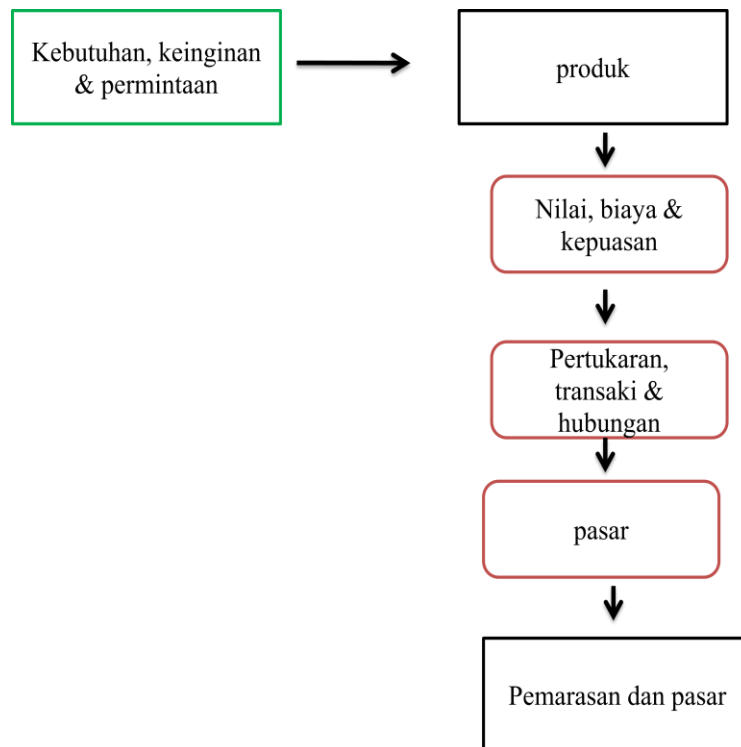 Kebutuhan, keinginan
& permintaan
produk
Nilai, biaya &
kepuasan
Pertukaran,
transaki &
hubungan
pasar
Pemarasan dan pasar